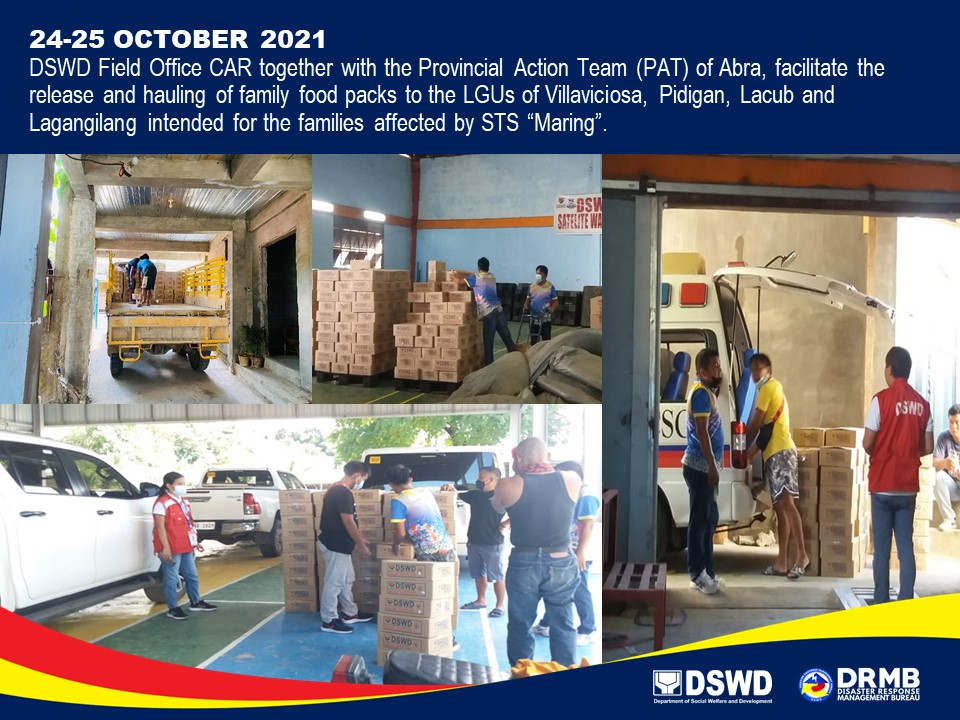 24-25 OCTOBER 2021
DSWD Field Office CAR together with the Provincial Action Team (PAT) of Abra, facilitate the
release and hauling of family food packs to the LGUs of Villaviciosa, Pidigan, Lacub and
Lagangilang intended for the families affected by STS “Maring”.
DSW
SATELITE WA
DSWD
DSWD
DSWD
DSWD
DSWD
DSWD
DSWD
Department of Social Welfare and Development
DRMB
DISASTER RESPONSE
MANAGEMENT BUREAU